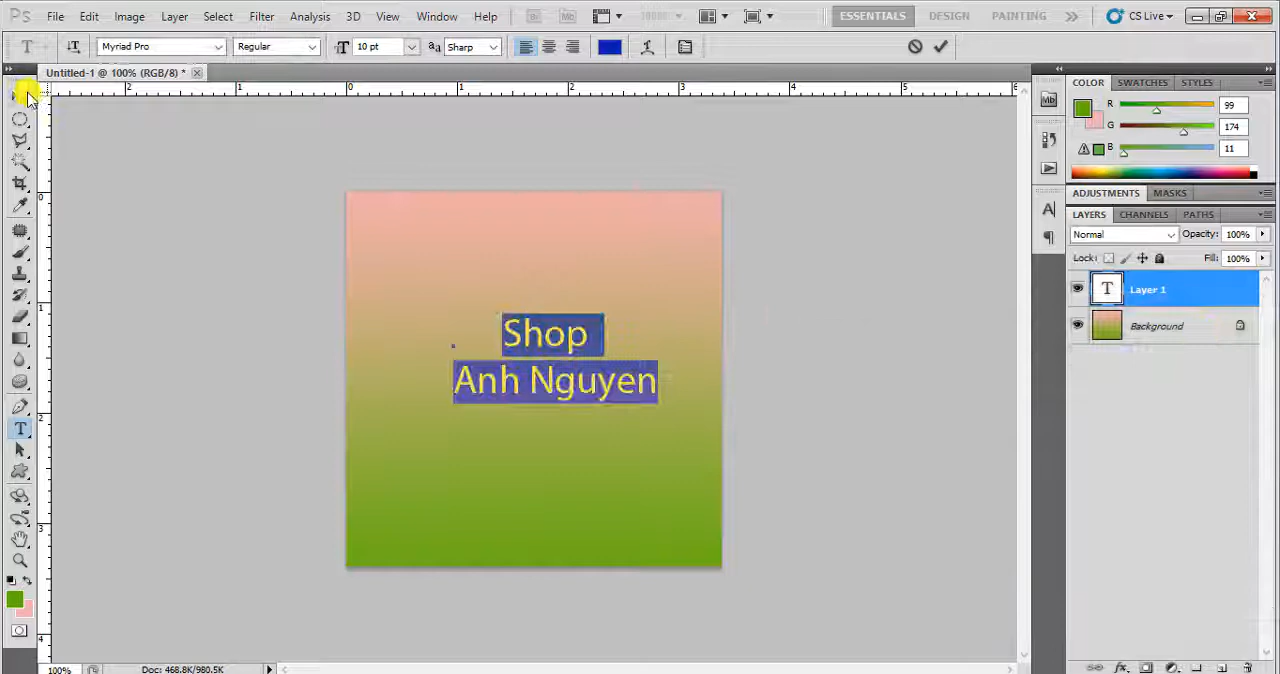 Ps File Edit Image Layer Select Filter Analysis 3D View Window Help Br Mb ESSENTIALS DESIGN PAINTING CS Live
T Myriad Pro Regular 10 pt Sharp
Untitled-1 @ 100% (RGB/8) *
COLOR SWATCHES STYLES
R 99
G 174
B 11
ADJUSTMENTS MASKS
LAYERS CHANNELS PATHS
Normal Opacity: 100%
Lock: Fill: 100%
T Layer 1
Background
Shop
Anh Nguyen
100% Doc: 468.8K/980.5K